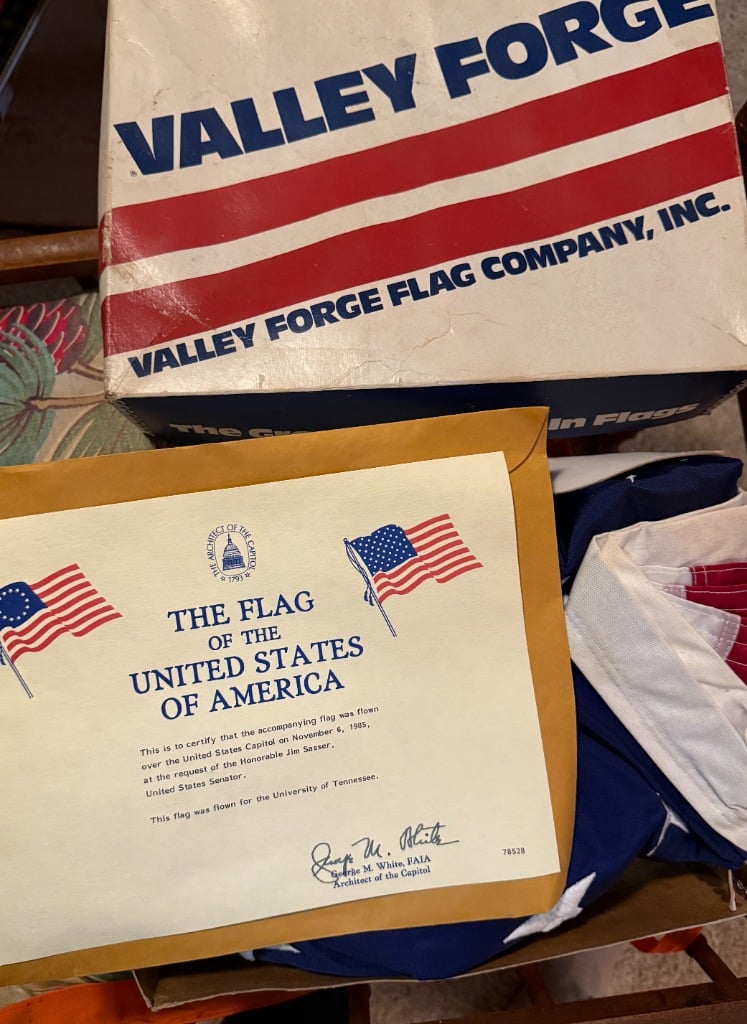 VALLEY FORGE
®
VALLEY FORGE FLAG COMPANY, INC.
The In Flags
THE ARCHITECT OF THE CAPITOL
1793
THE FLAG
OF THE
UNITED STATES
OF AMERICA
This is to certify that the accompanying flag was flown
over the United States Capitol on November 6, 1985,
at the request of the Honorable Jim Sasser,
United States Senator.
This flag was flown for the University of Tennessee.
George M. White
George M. White, FAIA
Architect of the Capitol
78528